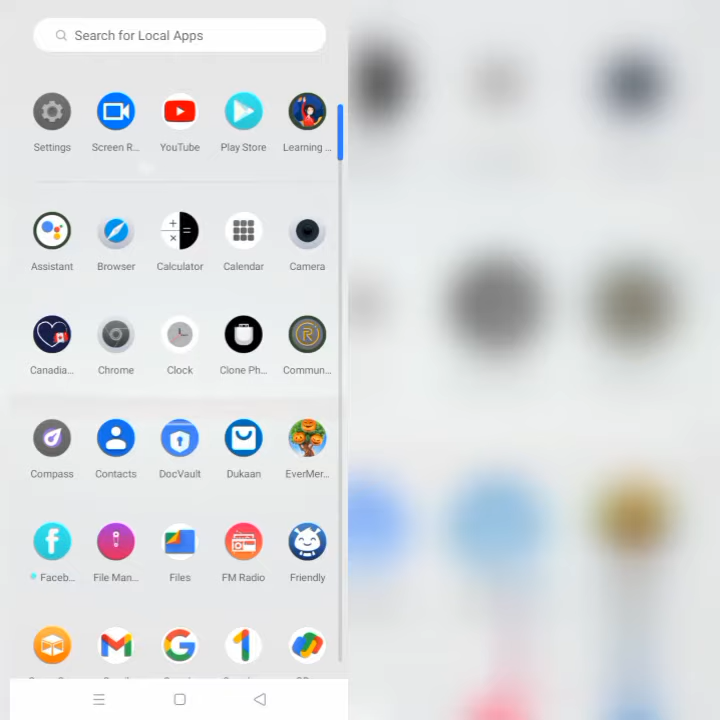 Search for Local Apps
Settings Screen R... YouTube Play Store Learning ...
Assistant Browser Calculator Calendar Camera
Canadia... Chrome Clock Clone Ph... Commun...
Compass Contacts DocVault Dukaan EverMer...
Faceb... File Man... Files FM Radio Friendly